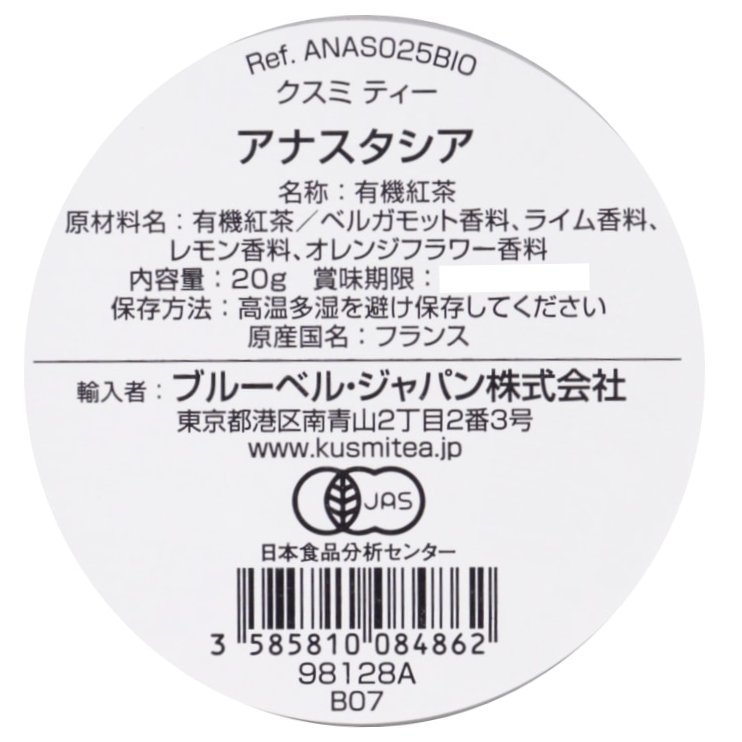 Ref. ANAS025BIO
クスミ ティー
アナスタシア
名称：有機紅茶
原材料名：有機紅茶／ベルガモット香料、ライム香料、
レモン香料、オレンジフラワー香料
内容量：20g　賞味期限：
保存方法：高温多湿を避け保存してください
原産国名：フランス
輸入者：ブルーベル・ジャパン株式会社
東京都港区南青山2丁目2番3号
www.kusmitea.jp
JAS
日本食品分析センター
3 585810 084862
98128A
B07